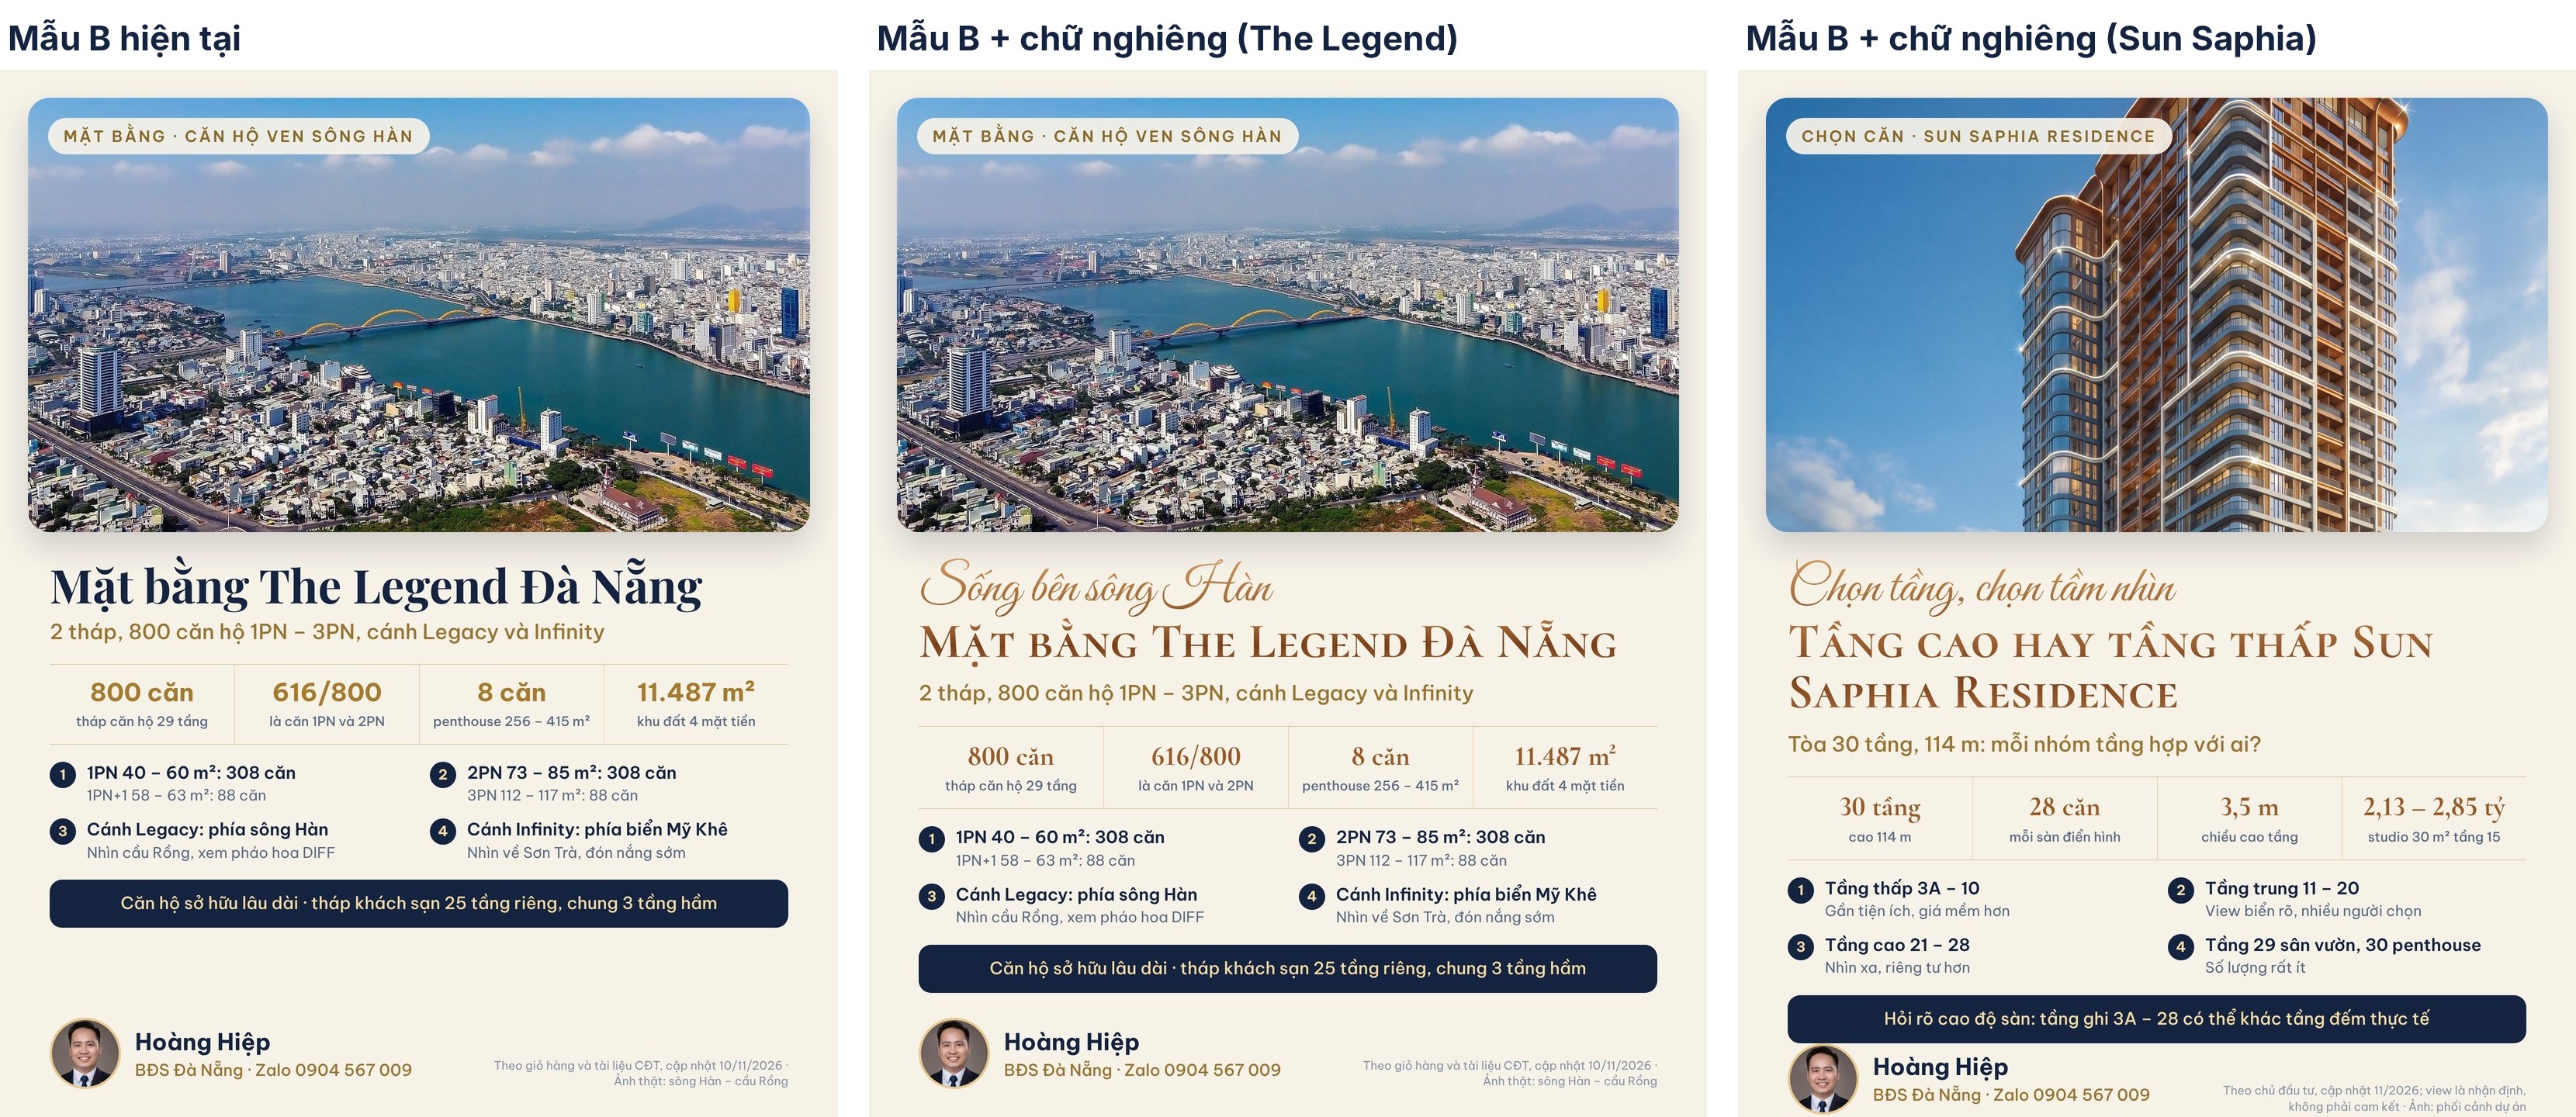 Mẫu B hiện tại
MẶT BẰNG · CĂN HỘ VEN SÔNG HÀN
Mặt bằng The Legend Đà Nẵng
2 tháp, 800 căn hộ 1PN – 3PN, cánh Legacy và Infinity
800 căn
tháp căn hộ 29 tầng
616/800
là căn 1PN và 2PN
8 căn
penthouse 256 – 415 m²
11.487 m²
khu đất 4 mặt tiền
1 1PN 40 – 60 m²: 308 căn
1PN+1 58 – 63 m²: 88 căn
2 2PN 73 – 85 m²: 308 căn
3PN 112 – 117 m²: 88 căn
3 Cánh Legacy: phía sông Hàn
Nhìn cầu Rồng, xem pháo hoa DIFF
4 Cánh Infinity: phía biển Mỹ Khê
Nhìn về Sơn Trà, đón nắng sớm
Căn hộ sở hữu lâu dài · tháp khách sạn 25 tầng riêng, chung 3 tầng hầm
Hoàng Hiệp
BĐS Đà Nẵng · Zalo 0904 567 009
Theo giỏ hàng và tài liệu CĐT, cập nhật 10/11/2026 ·
Ảnh thật: sông Hàn – cầu Rồng
Mẫu B + chữ nghiêng (The Legend)
MẶT BẰNG · CĂN HỘ VEN SÔNG HÀN
Sống bên sông Hàn
Mặt bằng The Legend Đà Nẵng
2 tháp, 800 căn hộ 1PN – 3PN, cánh Legacy và Infinity
800 căn
tháp căn hộ 29 tầng
616/800
là căn 1PN và 2PN
8 căn
penthouse 256 – 415 m²
11.487 m²
khu đất 4 mặt tiền
1 1PN 40 – 60 m²: 308 căn
1PN+1 58 – 63 m²: 88 căn
2 2PN 73 – 85 m²: 308 căn
3PN 112 – 117 m²: 88 căn
3 Cánh Legacy: phía sông Hàn
Nhìn cầu Rồng, xem pháo hoa DIFF
4 Cánh Infinity: phía biển Mỹ Khê
Nhìn về Sơn Trà, đón nắng sớm
Căn hộ sở hữu lâu dài · tháp khách sạn 25 tầng riêng, chung 3 tầng hầm
Hoàng Hiệp
BĐS Đà Nẵng · Zalo 0904 567 009
Theo giỏ hàng và tài liệu CĐT, cập nhật 10/11/2026 ·
Ảnh thật: sông Hàn – cầu Rồng
Mẫu B + chữ nghiêng (Sun Saphia)
CHỌN CĂN · SUN SAPHIA RESIDENCE
Chọn tầng, chọn tầm nhìn
Tầng cao hay tầng thấp Sun
Saphia Residence
Tòa 30 tầng, 114 m: mỗi nhóm tầng hợp với ai?
30 tầng
cao 114 m
28 căn
mỗi sàn điển hình
3,5 m
chiều cao tầng
2,13 – 2,85 tỷ
studio 30 m² tầng 15
1 Tầng thấp 3A – 10
Gần tiện ích, giá mềm hơn
2 Tầng trung 11 – 20
View biển rõ, nhiều người chọn
3 Tầng cao 21 – 28
Nhìn xa, riêng tư hơn
4 Tầng 29 sân vườn, 30 penthouse
Số lượng rất ít
Hỏi rõ cao độ sàn: tầng ghi 3A – 28 có thể khác tầng đếm thực tế
Hoàng Hiệp
BĐS Đà Nẵng · Zalo 0904 567 009
Theo chủ đầu tư, cập nhật 11/2026; view là nhận định,
không phải cam kết · Ảnh: phối cảnh dự án